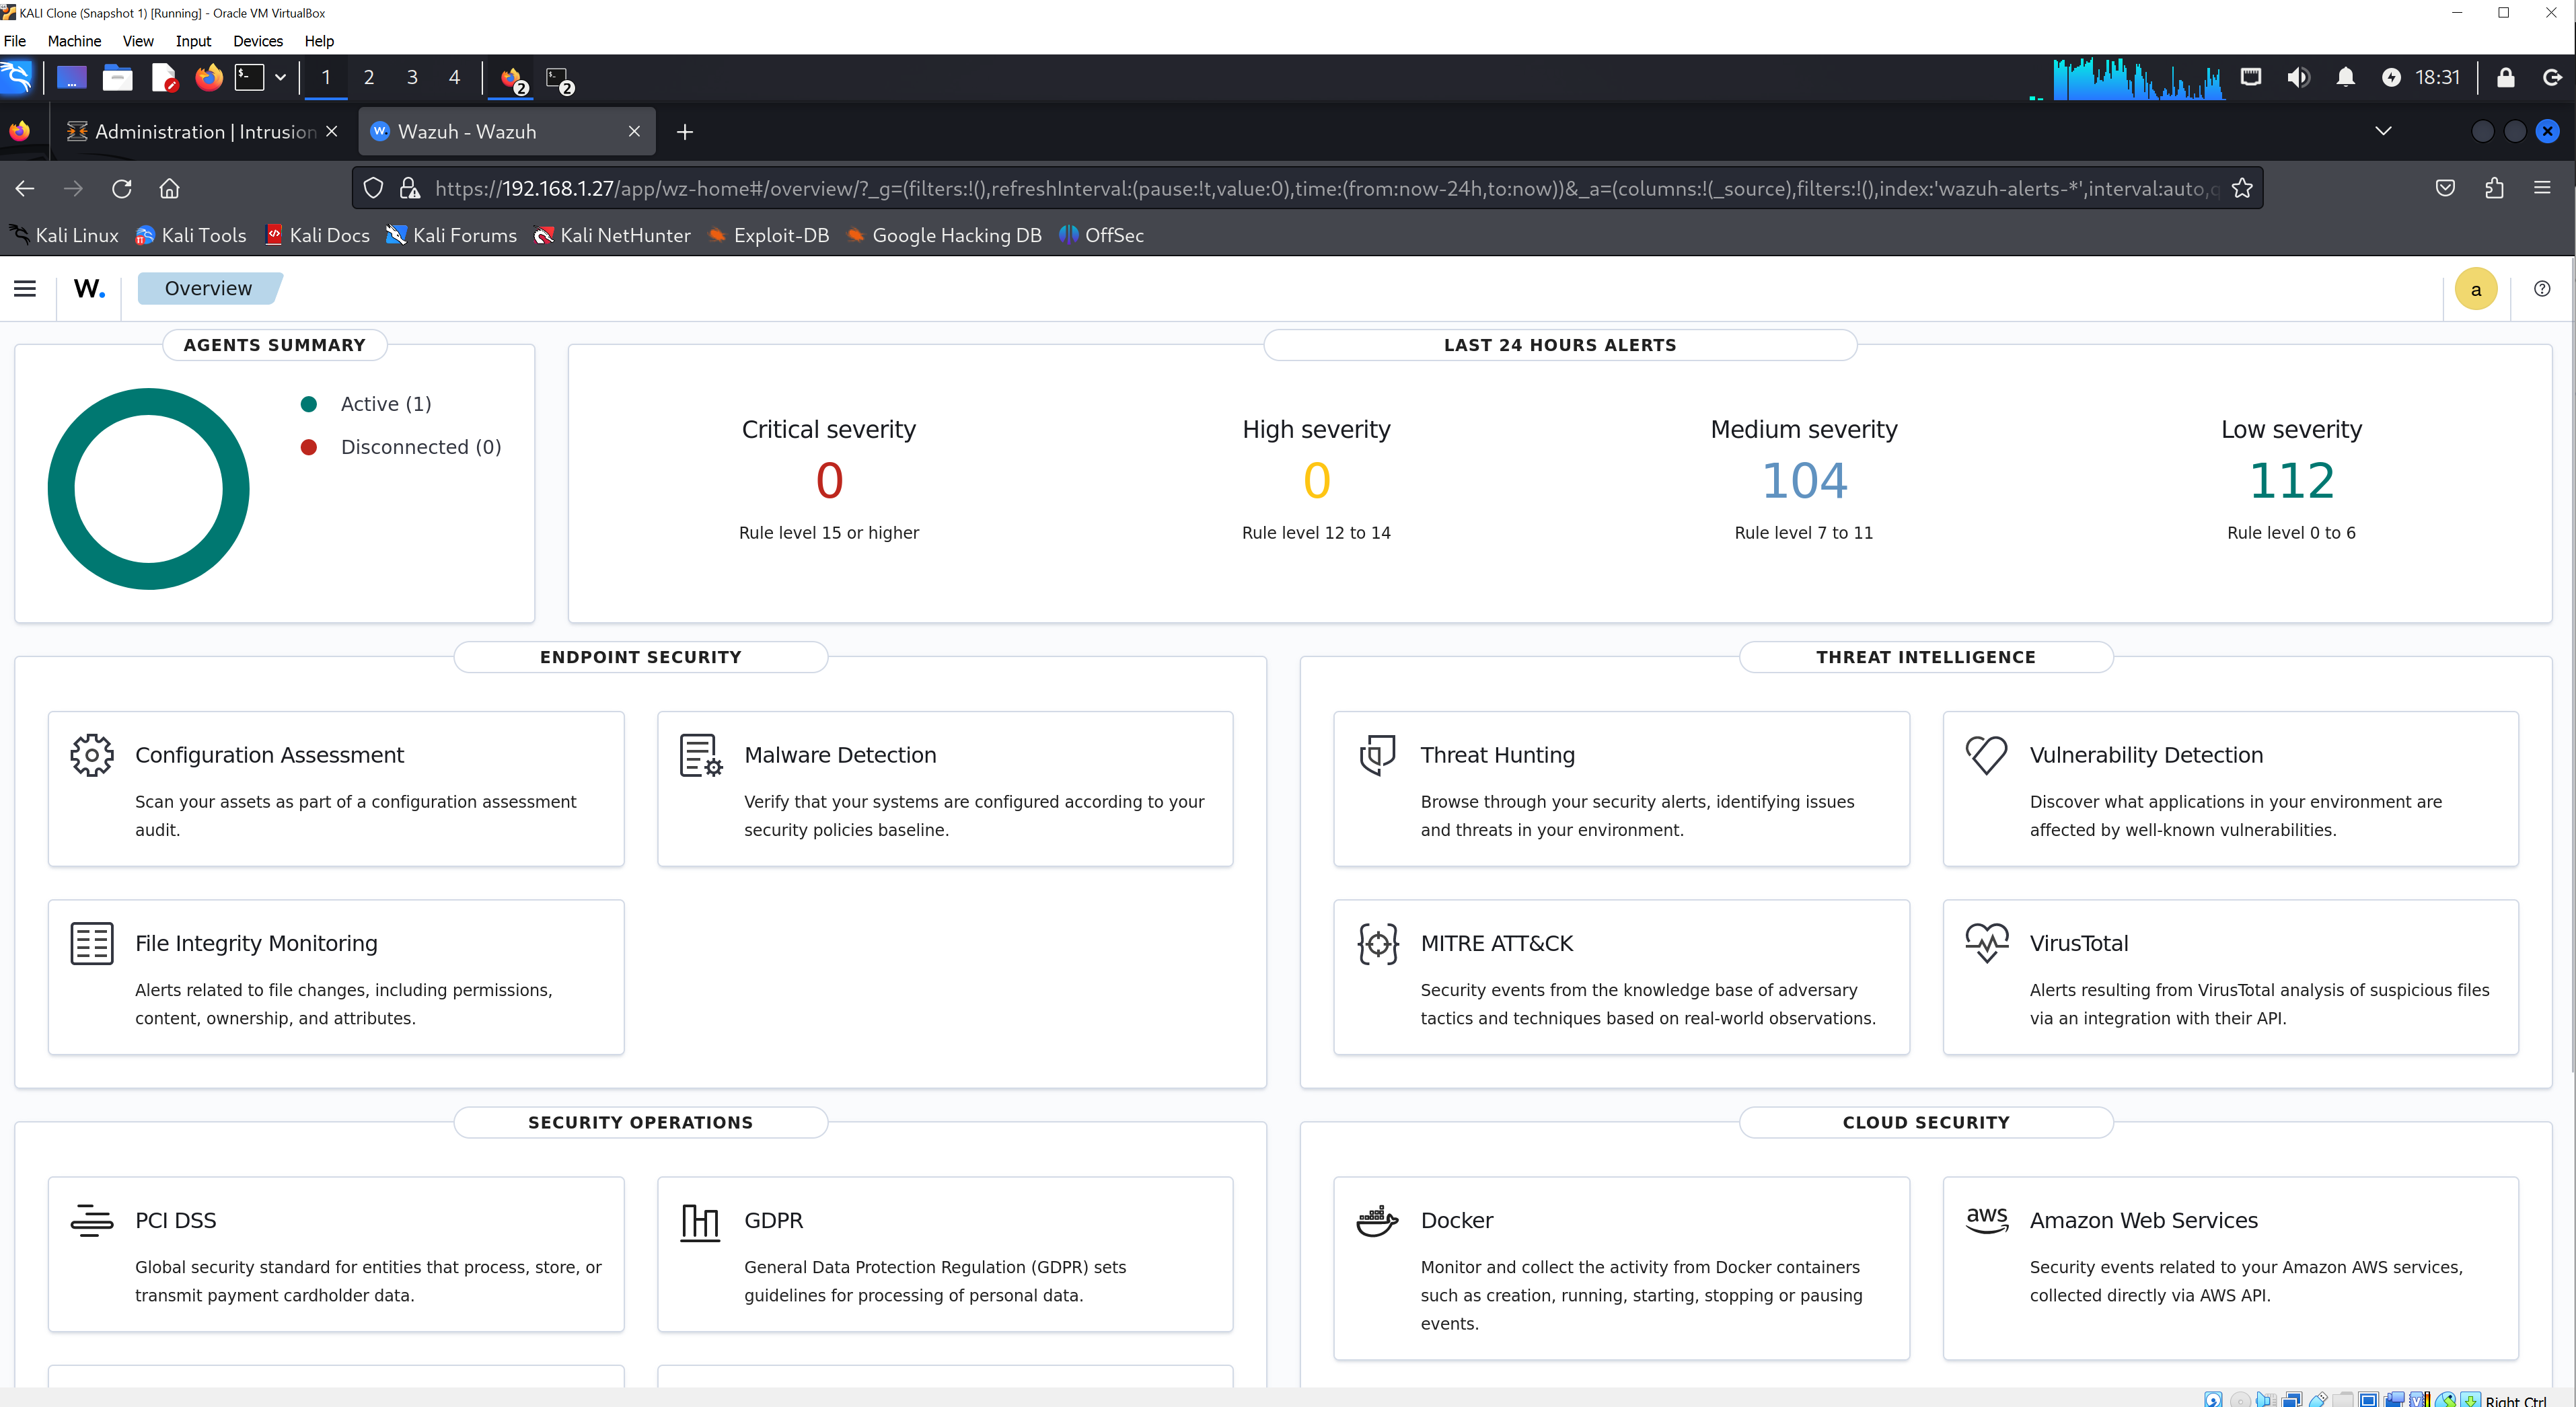 KALI Clone (Snapshot 1) [Running] - Oracle VM VirtualBox
File Machine View Input Devices Help
1 2 3 4 2 2 18:31
Administration | Intrusion Wazuh - Wazuh
https://192.168.1.27/app/wz-home#/overview/?_g=(filters:!(),refreshInterval:(pause:!t,value:0),time:(from:now-24h,to:now))&_a=(columns:!(_source),filters:!(),index:'wazuh-alerts-*',interval:auto,q
Kali Linux Kali Tools Kali Docs Kali Forums Kali NetHunter Exploit-DB Google Hacking DB OffSec
W. Overview a
AGENTS SUMMARY
Active (1)
Disconnected (0)
LAST 24 HOURS ALERTS
Critical severity
0
Rule level 15 or higher
High severity
0
Rule level 12 to 14
Medium severity
104
Rule level 7 to 11
Low severity
112
Rule level 0 to 6
ENDPOINT SECURITY
Configuration Assessment
Scan your assets as part of a configuration assessment
audit.
Malware Detection
Verify that your systems are configured according to your
security policies baseline.
File Integrity Monitoring
Alerts related to file changes, including permissions,
content, ownership, and attributes.
THREAT INTELLIGENCE
Threat Hunting
Browse through your security alerts, identifying issues
and threats in your environment.
Vulnerability Detection
Discover what applications in your environment are
affected by well-known vulnerabilities.
MITRE ATT&CK
Security events from the knowledge base of adversary
tactics and techniques based on real-world observations.
VirusTotal
Alerts resulting from VirusTotal analysis of suspicious files
via an integration with their API.
SECURITY OPERATIONS
PCI DSS
Global security standard for entities that process, store, or
transmit payment cardholder data.
GDPR
General Data Protection Regulation (GDPR) sets
guidelines for processing of personal data.
CLOUD SECURITY
Docker
Monitor and collect the activity from Docker containers
such as creation, running, starting, stopping or pausing
events.
aws
Amazon Web Services
Security events related to your Amazon AWS services,
collected directly via AWS API.
Right Ctrl